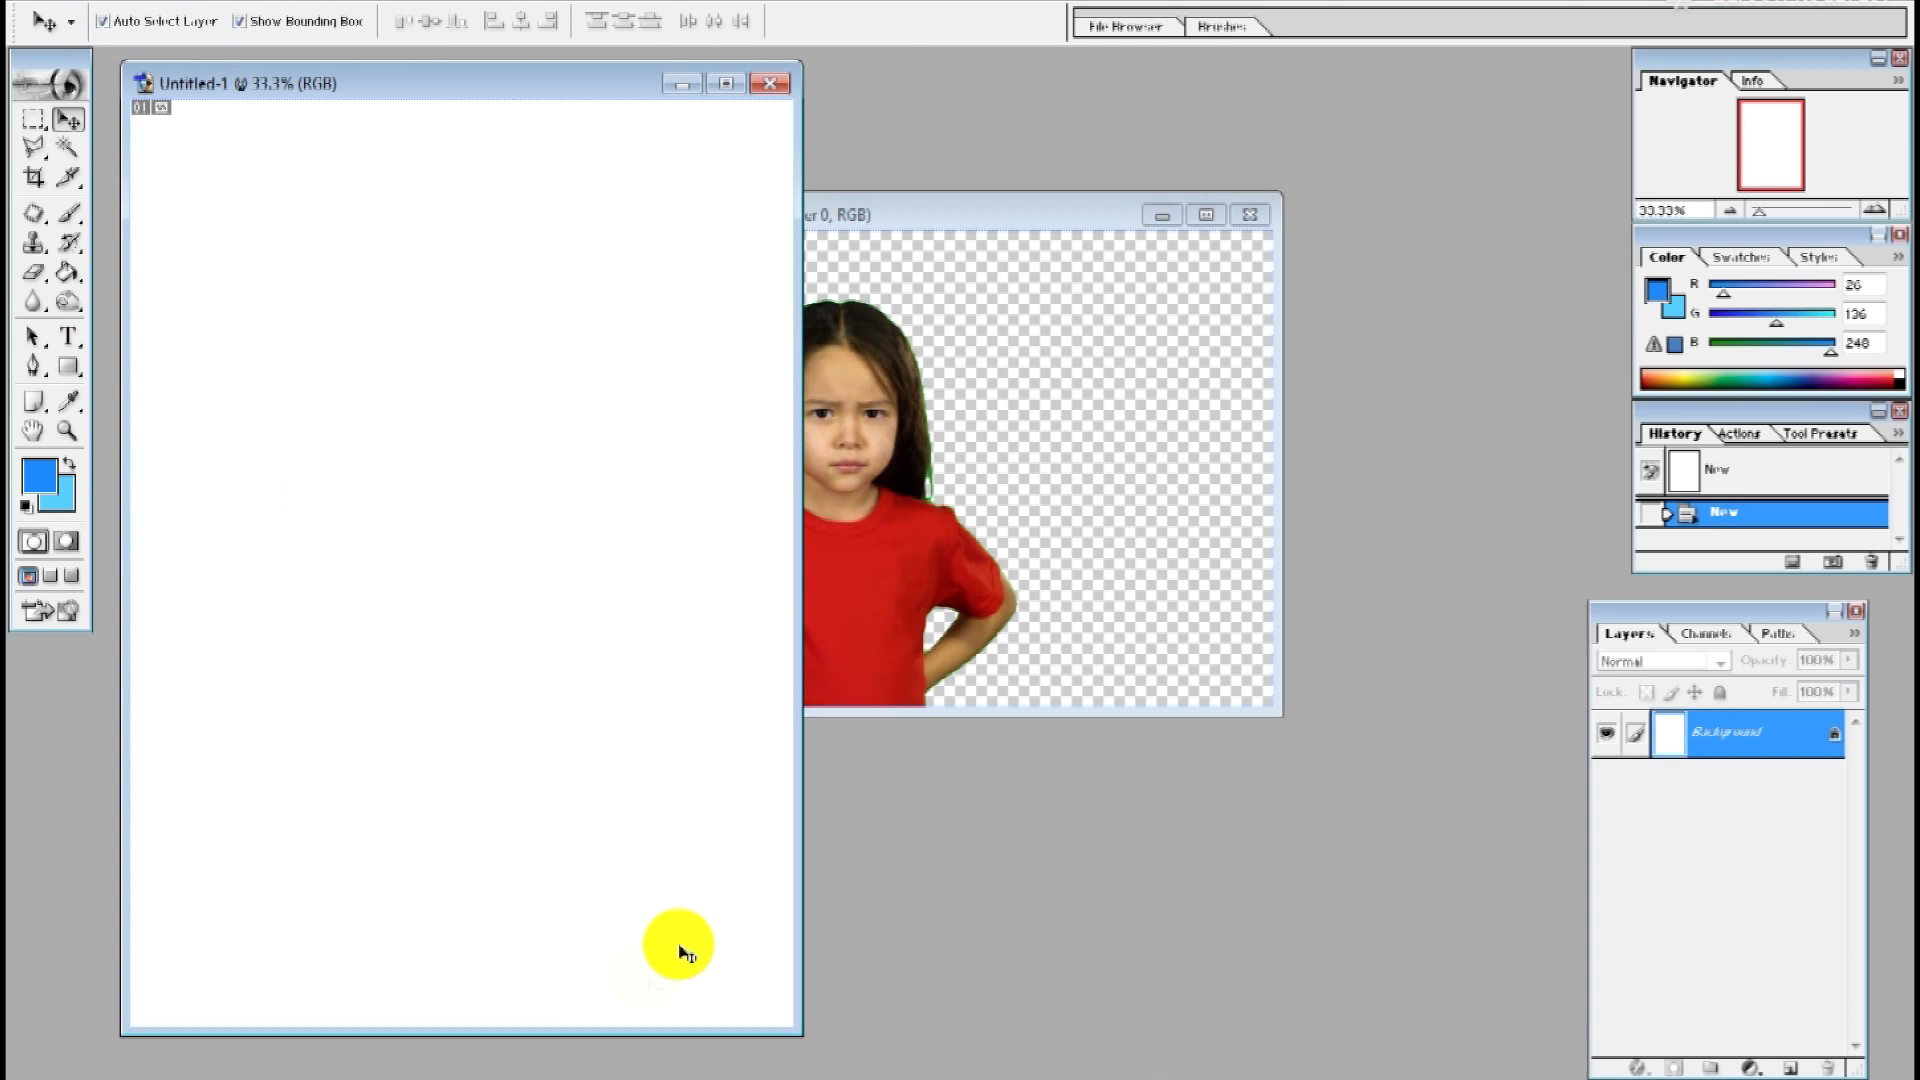 Auto Select Layer
Show Bounding Box
File Browser
Brushes
Untitled-1 @ 33.3% (RGB)
01
er 0, RGB)
Navigator
Info
33.33%
Color
Swatches
Styles
R
26
G
136
B
248
History
Actions
Tool Presets
New
New
Layers
Channels
Paths
Normal
Opacity:
100%
Lock:
Fill:
100%
Background
T